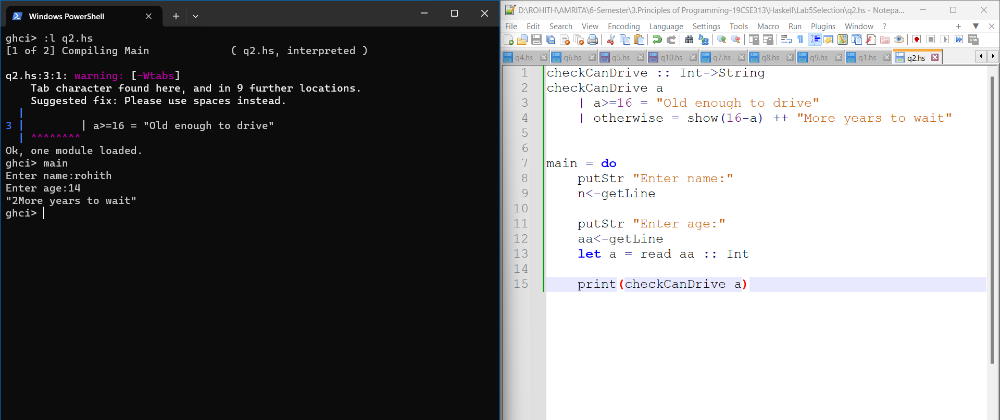 Windows PowerShell
ghci> :l q2.hs
[1 of 2] Compiling Main             ( q2.hs, interpreted )
q2.hs:3:1: warning: [-Wtabs]
    Tab character found here, and in 9 further locations.
    Suggested fix: Please use spaces instead.
  |
3 |         | a>=16 = "Old enough to drive"
  | ^^^^^^^^
Ok, one module loaded.
ghci> main
Enter name:rohith
Enter age:14
"2More years to wait"
ghci>
D:\ROHITH\AMRITA\6-Semester\3.Principles of Programming-19CSE313\Haskell\Lab5Selection\q2.hs - Notepa...
File Edit Search View Encoding Language Settings Tools Macro Run Plugins Window ?
q4.hs q6.hs q5.hs q10.hs q7.hs q8.hs q9.hs q1.hs q2.hs
1 checkCanDrive :: Int->String
2 checkCanDrive a
3     | a>=16 = "Old enough to drive"
4     | otherwise = show(16-a) ++ "More years to wait"
5
6
7 main = do
8     putStr "Enter name:"
9     n<-getLine
10
11     putStr "Enter age:"
12     aa<-getLine
13     let a = read aa :: Int
14
15     print(checkCanDrive a)